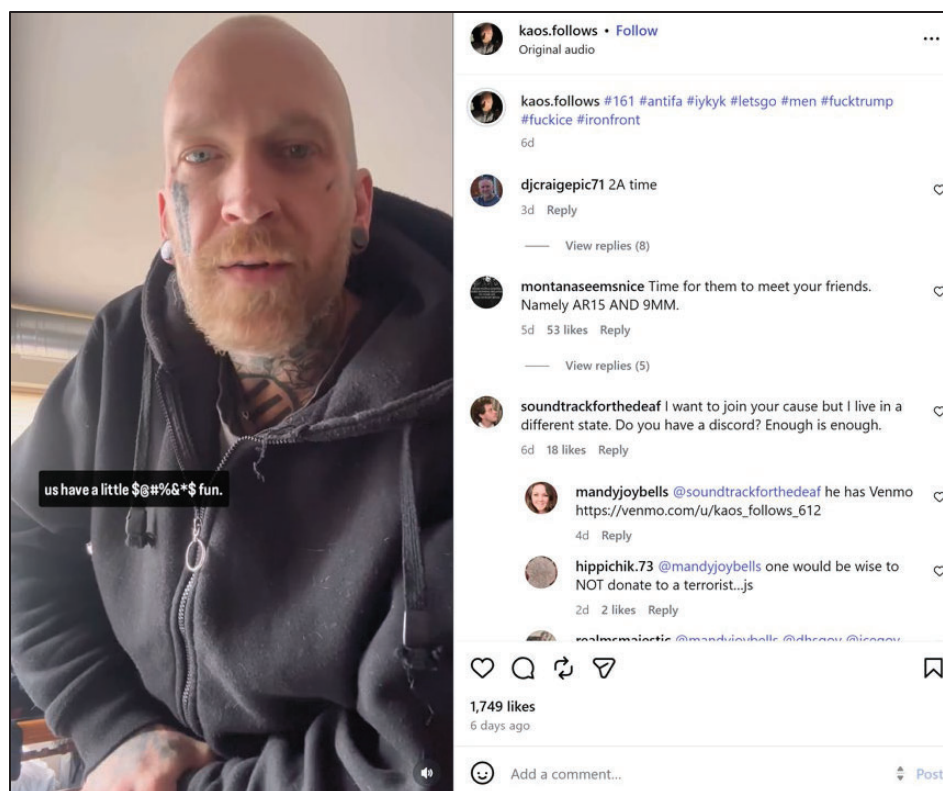 kaos.follows • Follow
Original audio
kaos.follows #161 #antifa #iykyk #letsgo #men #fucktrump
#fuckice #ironfront
6d
djcraigepic71 2A time
3d Reply
View replies (8)
montanaseemsnice Time for them to meet your friends.
Namely AR15 AND 9MM.
5d 53 likes Reply
View replies (5)
soundtrackforthedeaf I want to join your cause but I live in a
different state. Do you have a discord? Enough is enough.
6d 18 likes Reply
mandyjoybells @soundtrackforthedeaf he has Venmo
https://venmo.com/u/kaos_follows_612
4d Reply
hippichik.73 @mandyjoybells one would be wise to
NOT donate to a terrorist...js
2d 2 likes Reply
realmsmajestic @mandyjoybells @dhsgov @icegov
us have a little $@#%&*$ fun.
1,749 likes
6 days ago
Add a comment...
Post